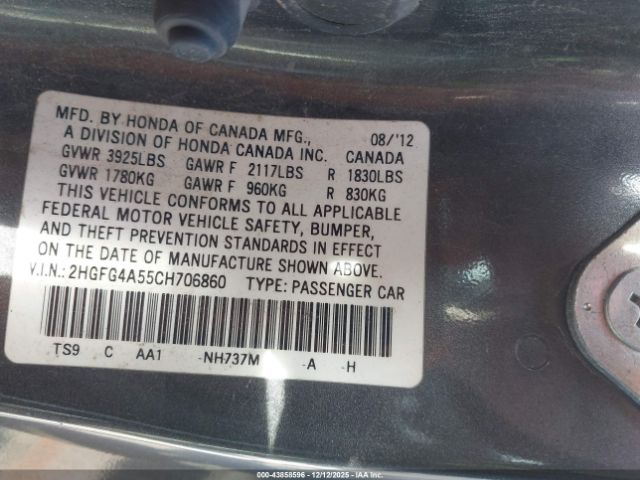 MFD. BY HONDA OF CANADA MFG., 08/'12
A DIVISION OF HONDA CANADA INC. CANADA
GVWR 3925LBS GAWR F 2117LBS R 1830LBS
GVWR 1780KG GAWR F 960KG R 830KG
THIS VEHICLE CONFORMS TO ALL APPLICABLE
FEDERAL MOTOR VEHICLE SAFETY, BUMPER,
AND THEFT PREVENTION STANDARDS IN EFFECT
ON THE DATE OF MANUFACTURE SHOWN ABOVE.
V.I.N.: 2HGFG4A55CH706860 TYPE: PASSENGER CAR
TS9 C AA1 -NH737M -A -H
000-43858596 - 12/12/2025 - IAA Inc.